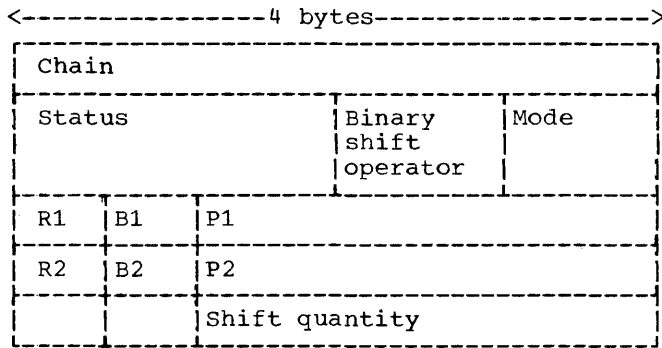 <------------------4 bytes------------------>
Chain
Status
Binary shift operator
Mode
R1 B1 P1
R2 B2 P2
Shift quantity